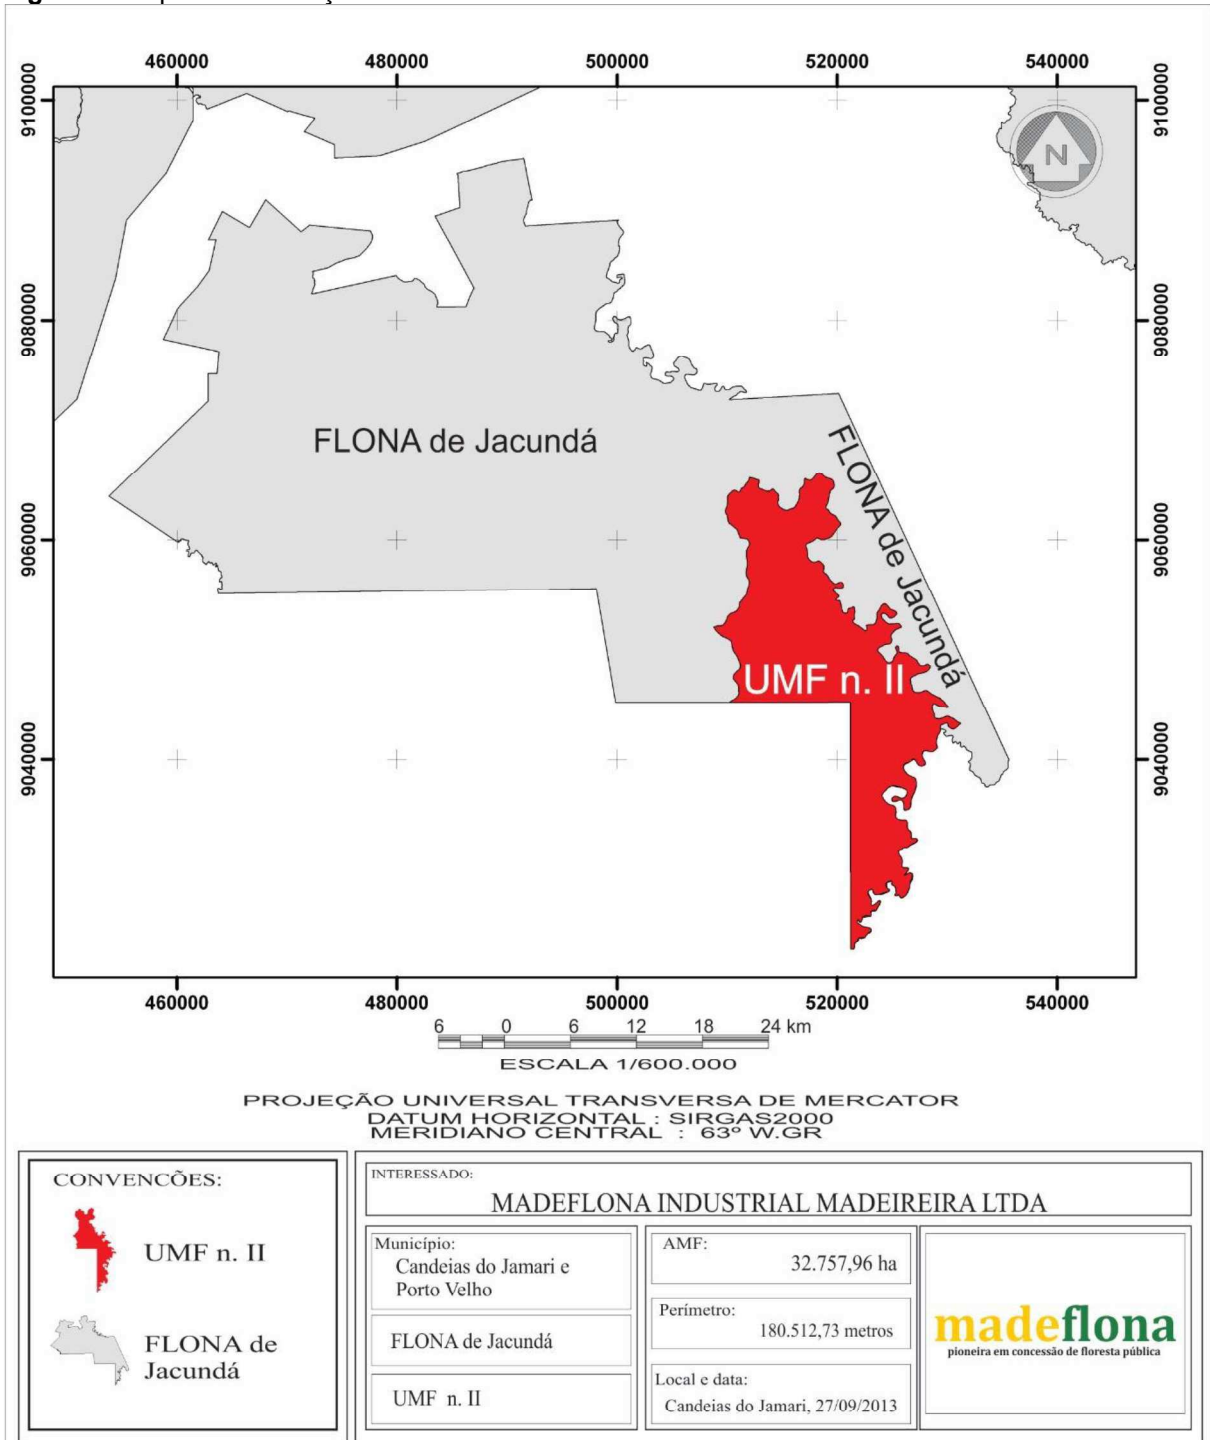 460000 480000 500000 520000 540000
9100000 9100000
N
9080000 9080000
FLONA de Jacundá
FLONA de Jacundá
9060000 9060000
UMF n. II
9040000 9040000
460000 480000 500000 520000 540000
6 0 6 12 18 24 km
ESCALA 1/600.000
PROJEÇÃO UNIVERSAL TRANSVERSA DE MERCATOR
DATUM HORIZONTAL : SIRGAS2000
MERIDIANO CENTRAL : 63º W.GR
CONVENCÕES:
UMF n. II
FLONA de
Jacundá
INTERESSADO:
MADEFLONA INDUSTRIAL MADEIREIRA LTDA
Município:
Candeias do Jamari e
Porto Velho
FLONA de Jacundá
UMF n. II
AMF:
32.757,96 ha
Perímetro:
180.512,73 metros
Local e data:
Candeias do Jamari, 27/09/2013
madeflona
pioneira em concessão de floresta pública